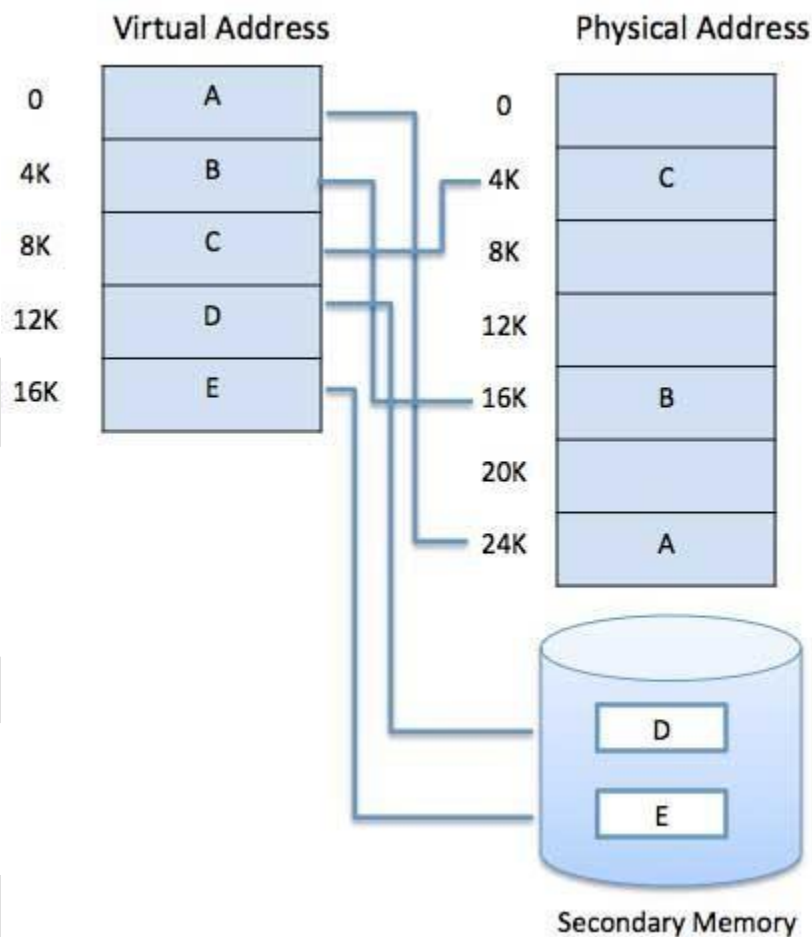 Virtual Address
0
A
4K
B
8K
C
12K
D
16K
E
Physical Address
0
4K
C
8K
12K
16K
B
20K
24K
A
D
E
Secondary Memory